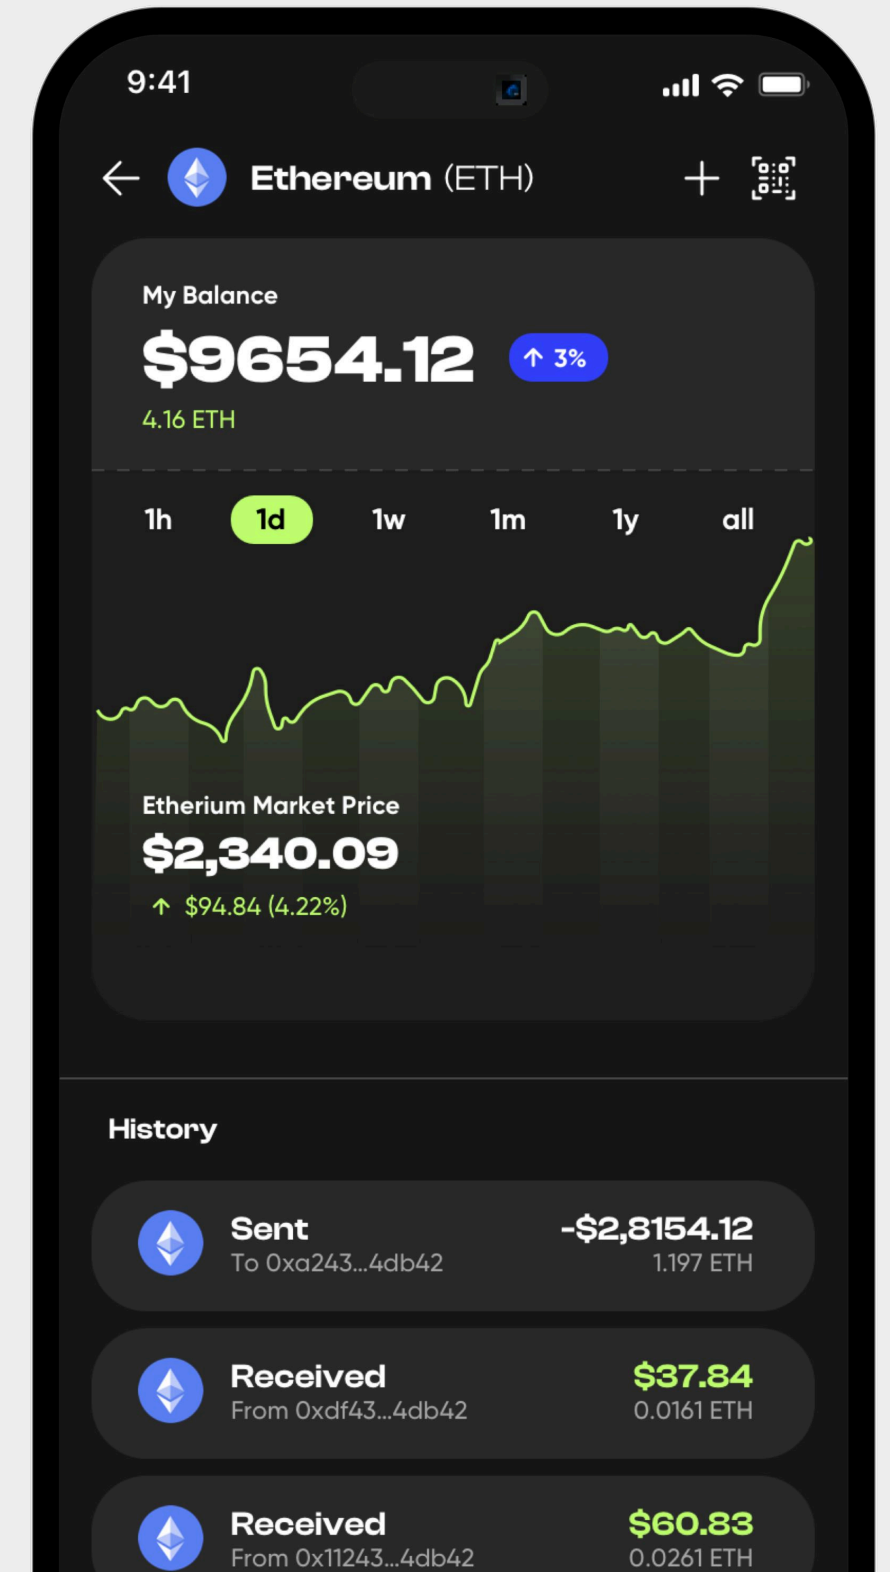 9:41
Ethereum (ETH)
My Balance
$9654.12
↑ 3%
4.16 ETH
1h 1d 1w 1m 1y all
Etherium Market Price
$2,340.09
↑ $94.84 (4.22%)
History
Sent -$2,8154.12
To 0xa243...4db42 1.197 ETH
Received $37.84
From 0xdf43...4db42 0.0161 ETH
Received $60.83
From 0x11243...4db42 0.0261 ETH